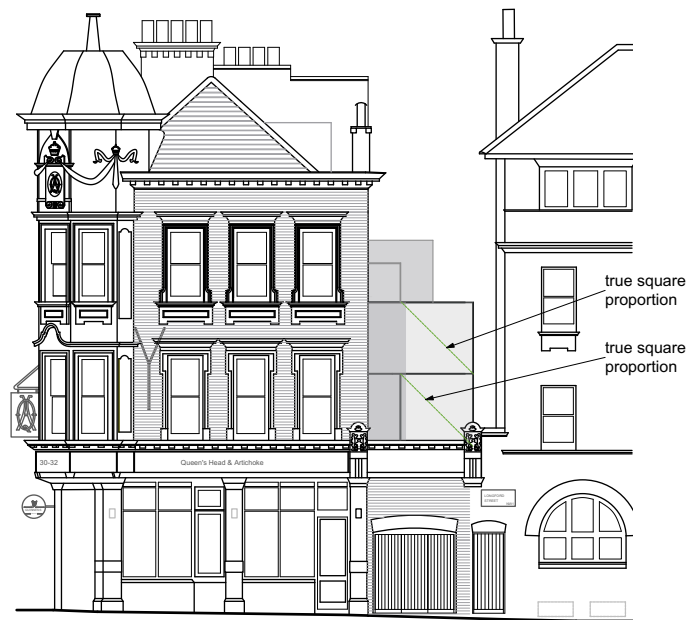 true square
proportion
true square
proportion
30-32
Queen's Head & Artichoke
LONGFORD
STREET